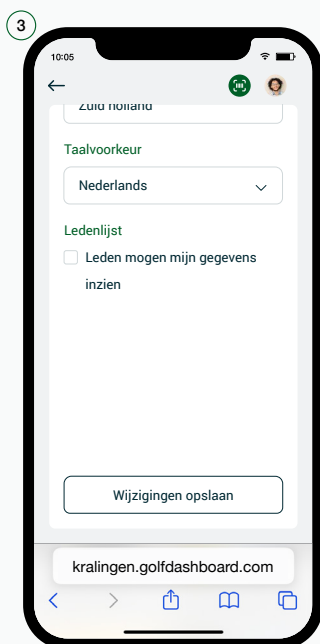 3
10:05
Zuid holland
Taalvoorkeur
Nederlands
Ledenlijst
Leden mogen mijn gegevens
inzien
Wijzigingen opslaan
kralingen.golfdashboard.com